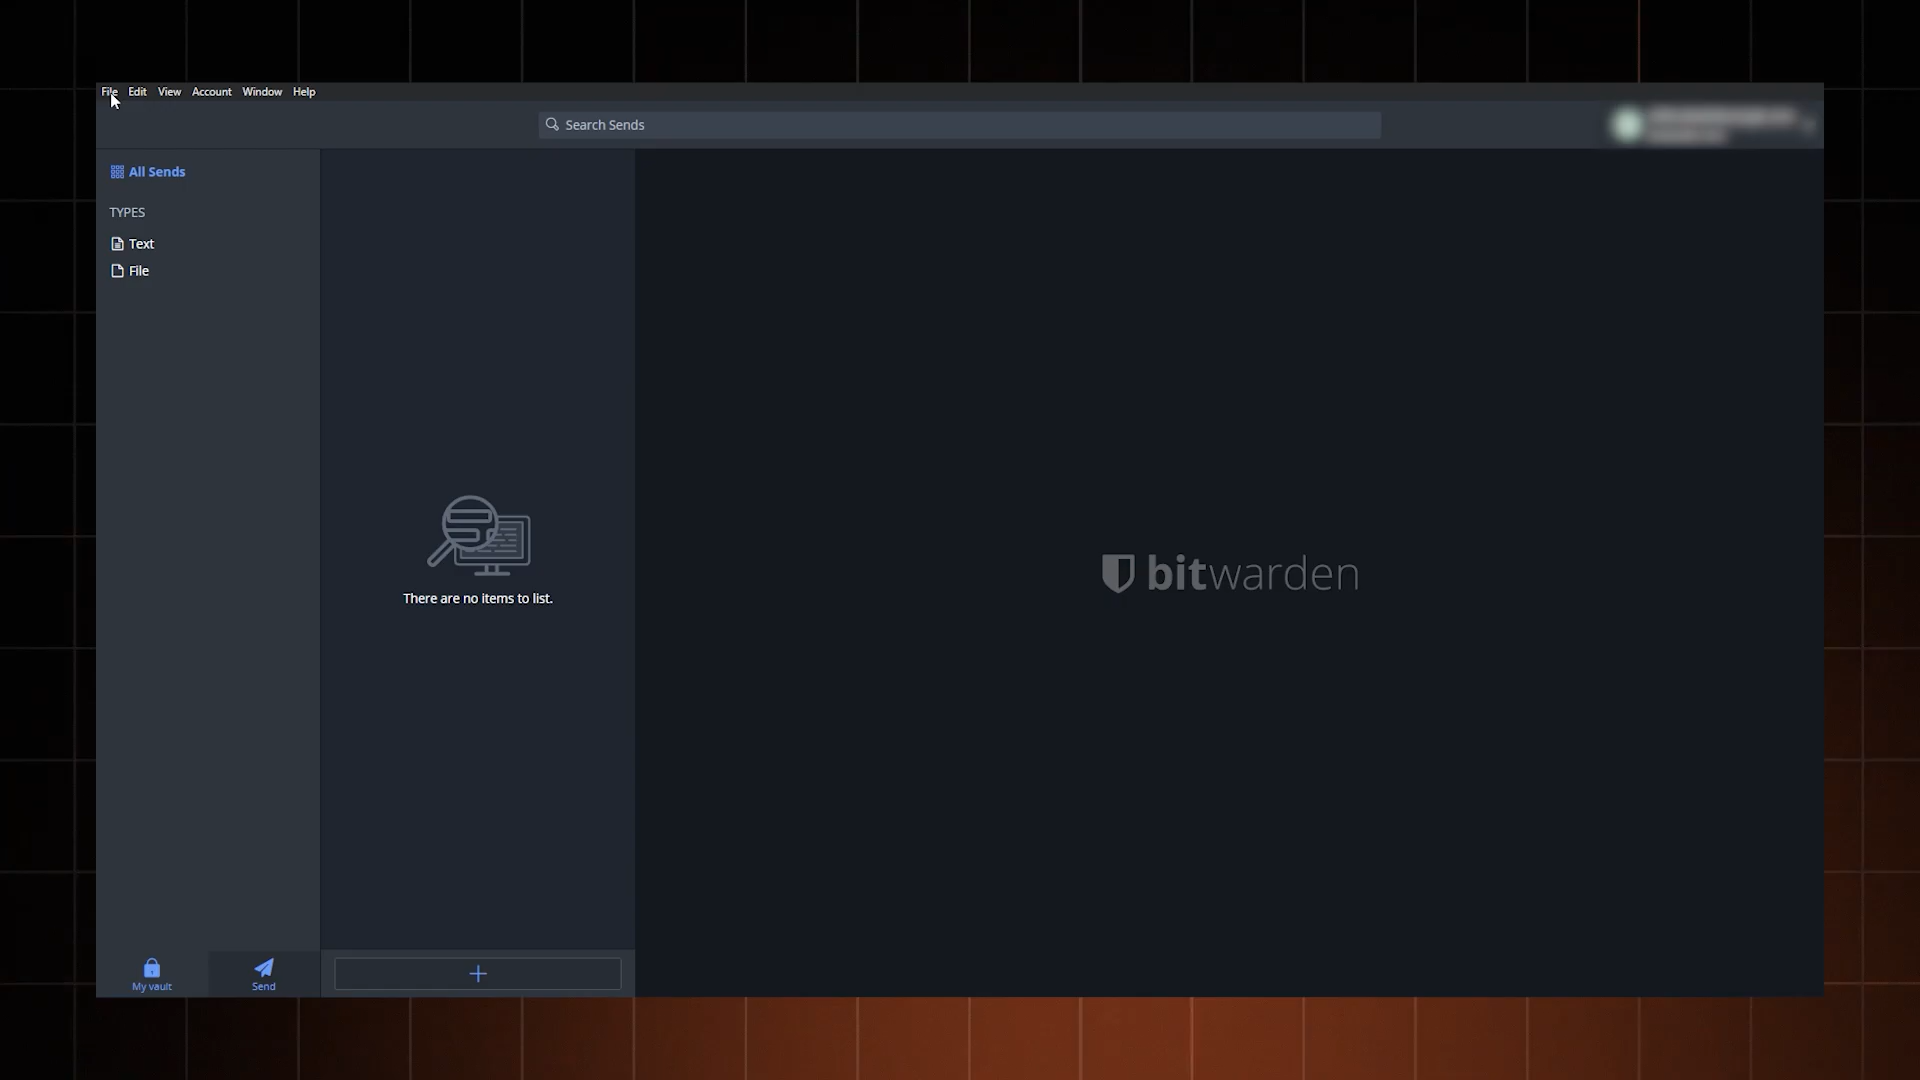 File Edit View Account Window Help
Search Sends
All Sends
TYPES
Text
File
There are no items to list.
bitwarden
My vault
Send